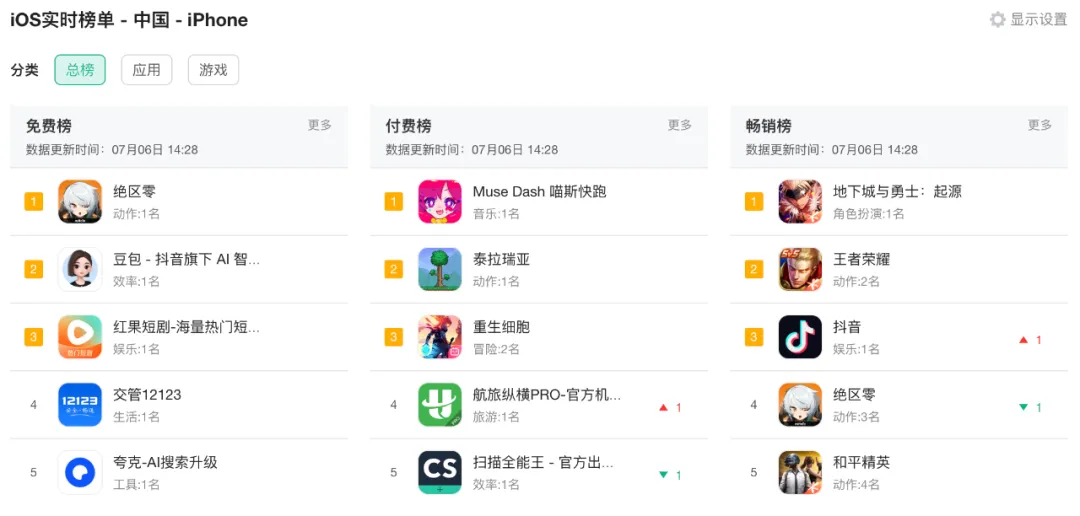 iOS实时榜单 - 中国 - iPhone
显示设置
分类 总榜 应用 游戏
免费榜 更多
数据更新时间：07月06日 14:28
1 绝区零
动作:1名
2 豆包 - 抖音旗下 AI 智...
效率:1名
3 红果短剧-海量热门短...
娱乐:1名
4 12123 交管12123
生活:1名
5 夸克-AI搜索升级
工具:1名
付费榜 更多
数据更新时间：07月06日 14:28
1 Muse Dash 喵斯快跑
音乐:1名
2 泰拉瑞亚
动作:1名
3 重生细胞
冒险:2名
4 航旅纵横PRO-官方机... 1
旅游:1名
5 CS 扫描全能王 - 官方出... 1
效率:1名
畅销榜 更多
数据更新时间：07月06日 14:28
1 地下城与勇士：起源
角色扮演:1名
2 5v5 王者荣耀
动作:2名
3 抖音 1
娱乐:1名
4 绝区零 1
动作:3名
5 和平精英
动作:4名